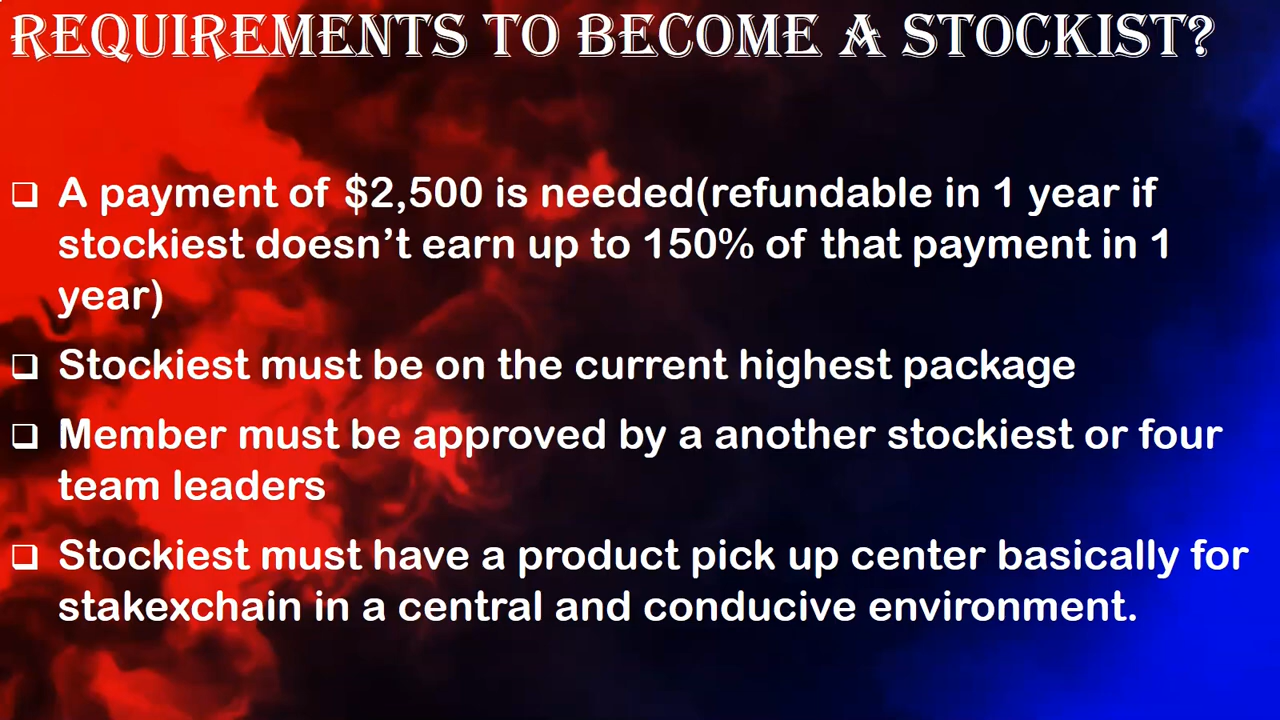 REQUIREMENTS TO BECOME A STOCKIST?
A payment of $2,500 is needed(refundable in 1 year if
stockiest doesn’t earn up to 150% of that payment in 1
year)
Stockiest must be on the current highest package
Member must be approved by a another stockiest or four
team leaders
Stockiest must have a product pick up center basically for
stakexchain in a central and conducive environment.